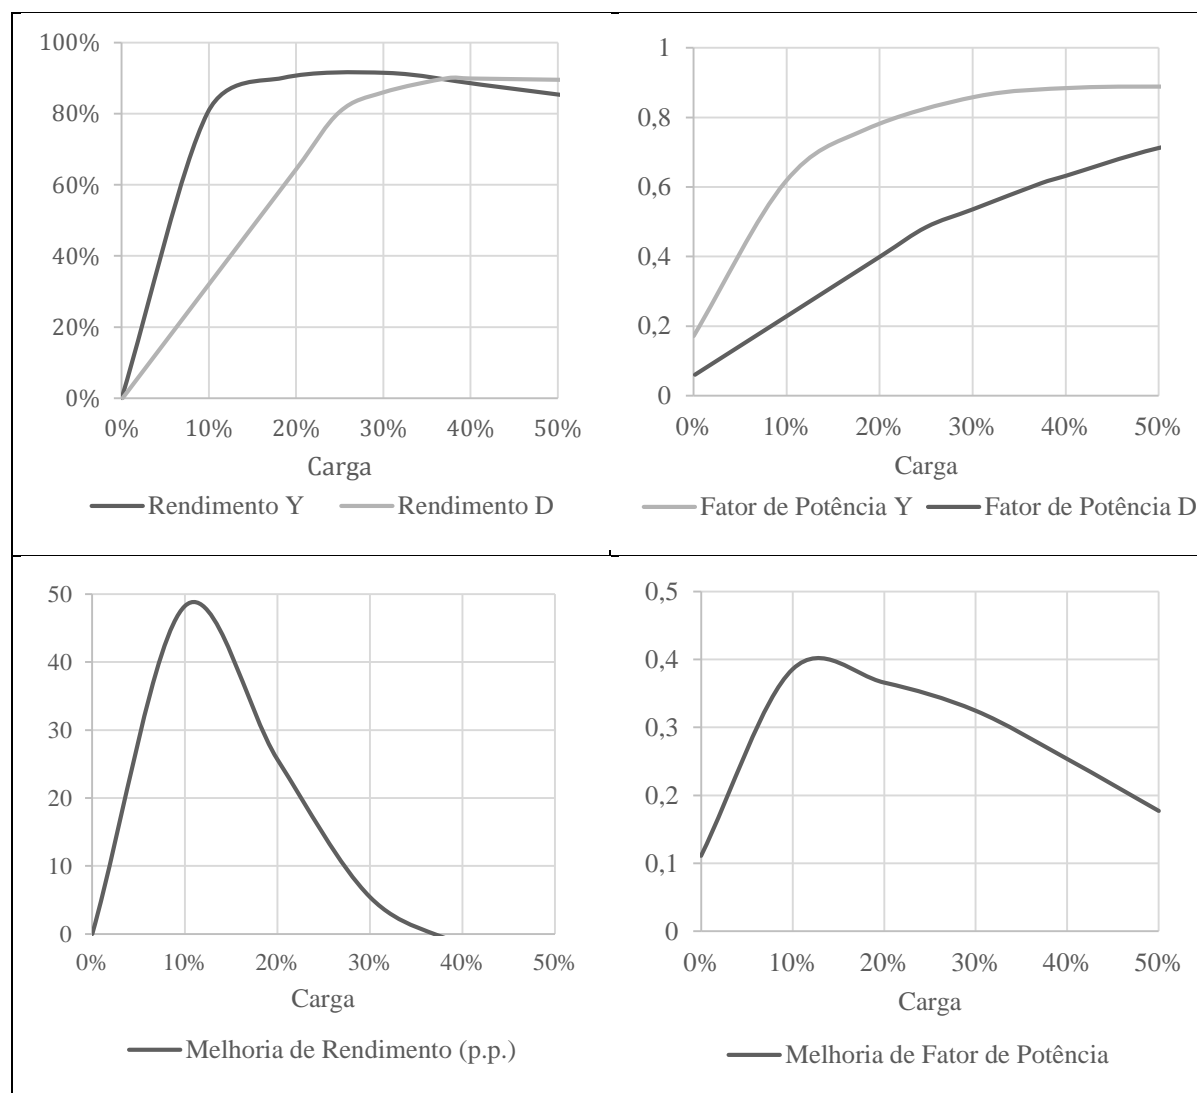 100%
80%
60%
40%
20%
0%
0% 10% 20% 30% 40% 50%
Carga
Rendimento Y Rendimento D
1
0,8
0,6
0,4
0,2
0
0% 10% 20% 30% 40% 50%
Carga
Fator de Potência Y Fator de Potência D
50
40
30
20
10
0
0% 10% 20% 30% 40% 50%
Carga
Melhoria de Rendimento (p.p.)
0,5
0,4
0,3
0,2
0,1
0
0% 10% 20% 30% 40% 50%
Carga
Melhoria de Fator de Potência